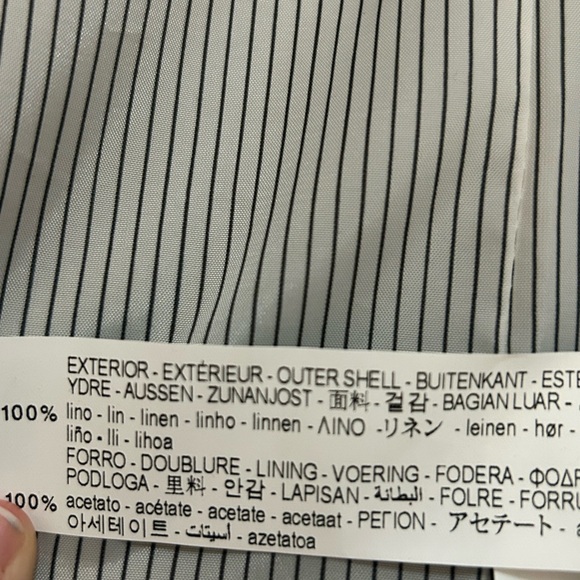 EXTERIOR - EXTÉRIEUR - OUTER SHELL - BUITENKANT - ESTE
YDRE - AUSSEN - ZUNANJOST - 面料 - 겉감 - BAGIAN LUAR -
100% lino - lin - linen - linho - linnen - ΛΙΝΟ - リネン - leinen - hør -
liño - lli - lihoa
FORRO - DOUBLURE - LINING - VOERING - FODERA - ΦΟΔΡ
PODLOGA - 里料 - 안감 - LAPISAN - البطانة - FOLRE - FORRU
100% acetato - acétate - acetate - acetaat - ΡΕΓΙΟΝ - アセテート - a
아세테이트 - أسيتات - azetatoa